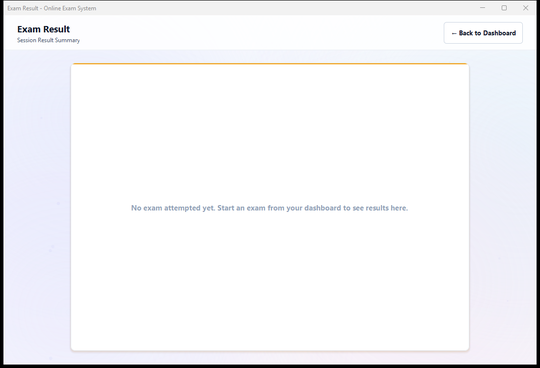 Exam Result - Online Exam System
Exam Result
Session Result Summary
← Back to Dashboard
No exam attempted yet. Start an exam from your dashboard to see results here.